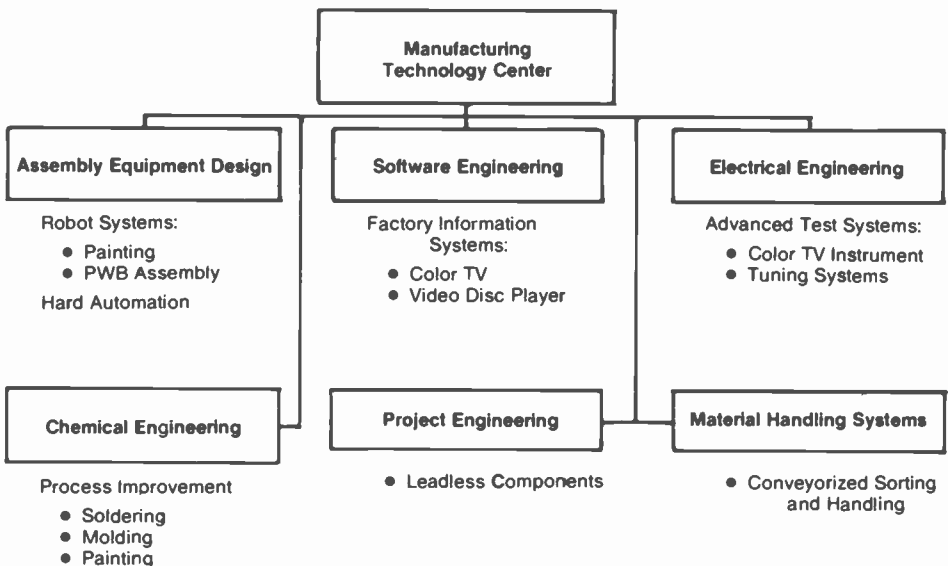 Manufacturing
Technology Center
Assembly Equipment Design
Robot Systems:
● Painting
● PWB Assembly
Hard Automation
Software Engineering
Factory Information
Systems:
● Color TV
● Video Disc Player
Electrical Engineering
Advanced Test Systems:
● Color TV Instrument
● Tuning Systems
Chemical Engineering
Process Improvement
● Soldering
● Molding
● Painting
Project Engineering
● Leadless Components
Material Handling Systems
● Conveyorized Sorting
and Handling